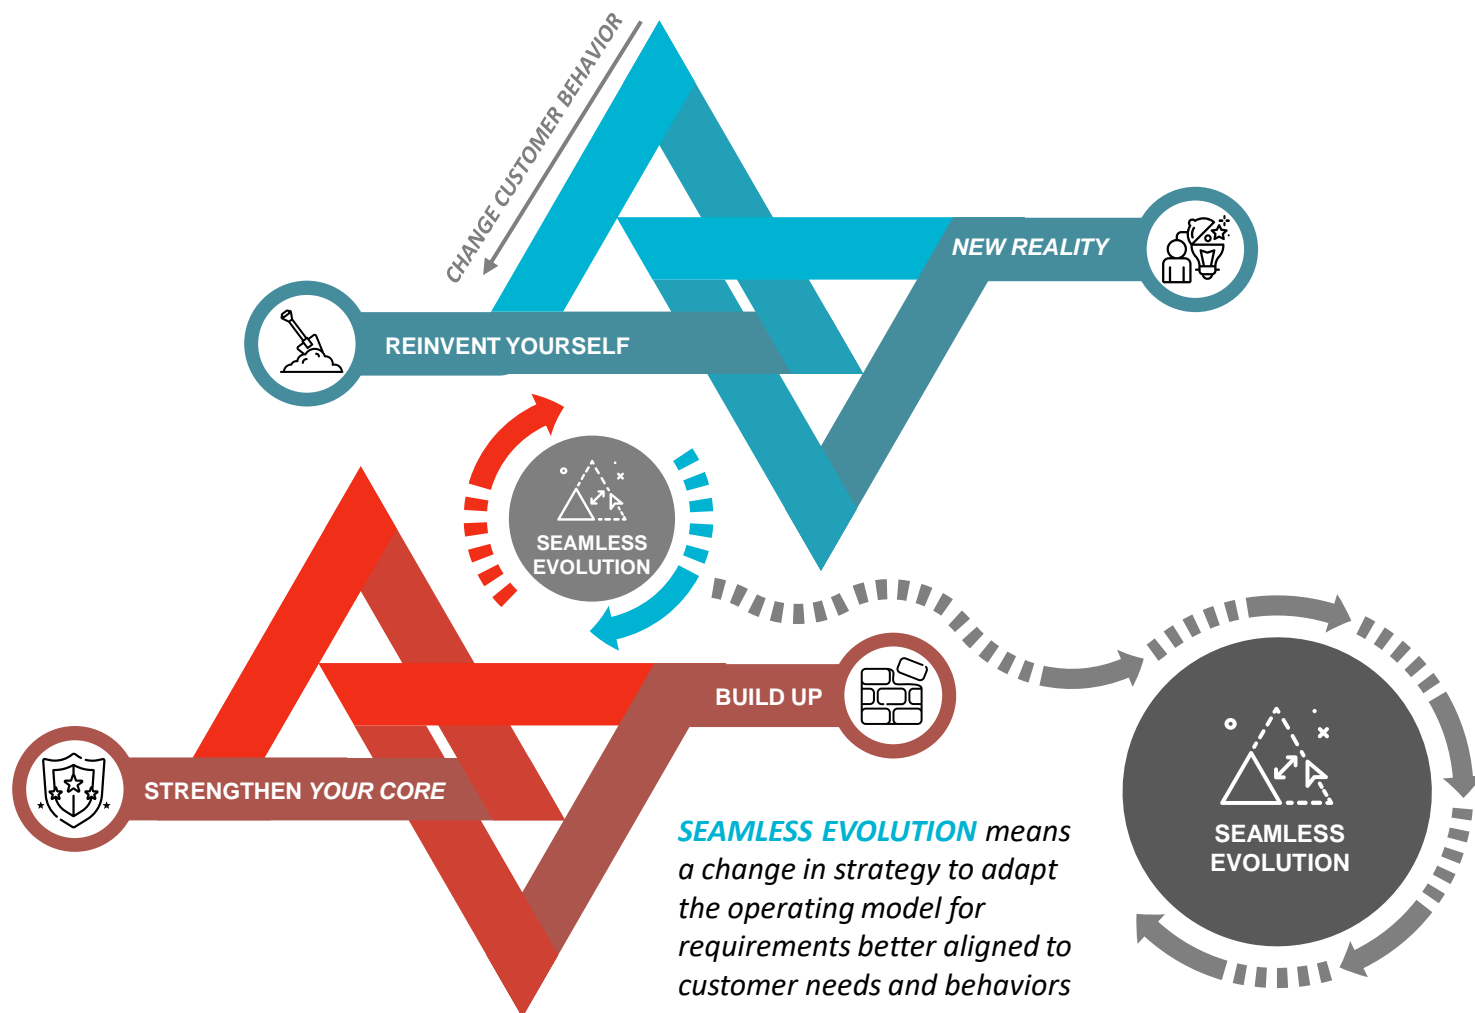 CHANGE CUSTOMER BEHAVIOR
NEW REALITY
REINVENT YOURSELF
SEAMLESS
EVOLUTION
BUILD UP
STRENGTHEN YOUR CORE
SEAMLESS EVOLUTION means
a change in strategy to adapt
the operating model for
requirements better aligned to
customer needs and behaviors
SEAMLESS
EVOLUTION